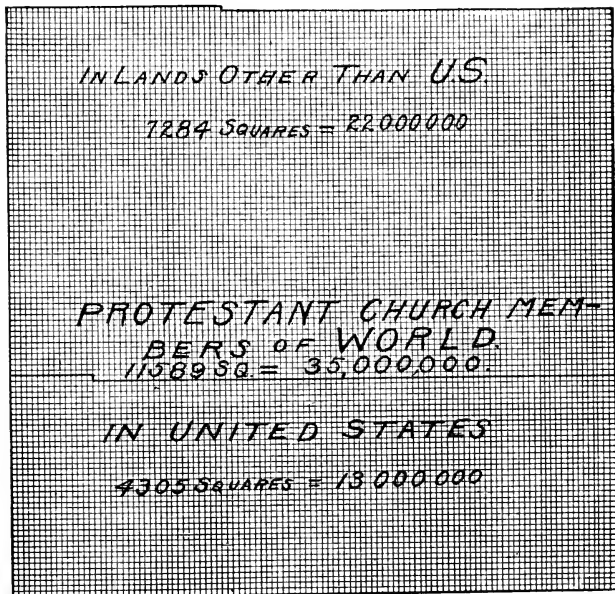 IN LANDS OTHER THAN U.S
7284 SQUARES = 22000000
PROTESTANT CHURCH MEM-
BERS OF WORLD.
11589 SQ. = 35,000,000.
IN UNITED STATES
4305 SQUARES = 13 000 000